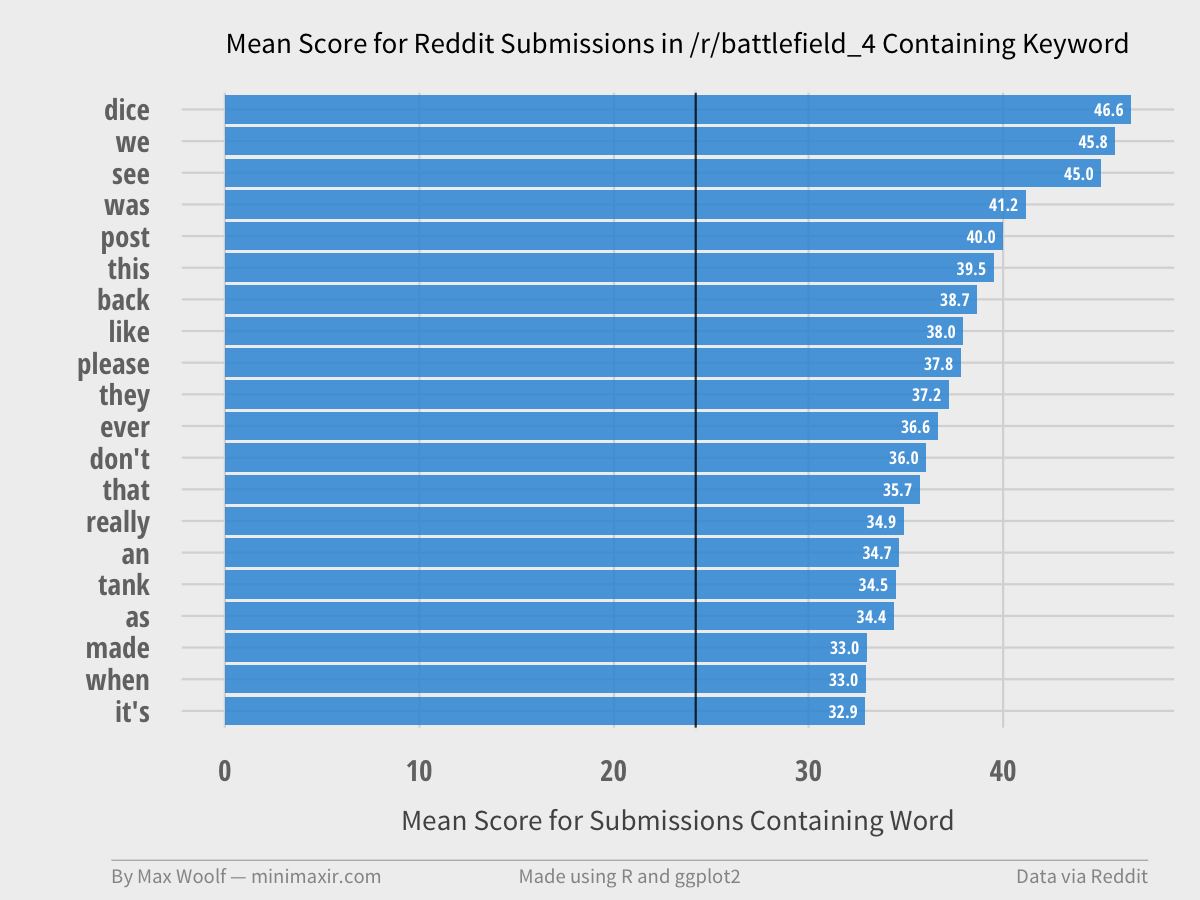 Mean Score for Reddit Submissions in /r/battlefield_4 Containing Keyword
dice 46.6
we 45.8
see 45.0
was 41.2
post 40.0
this 39.5
back 38.7
like 38.0
please 37.8
they 37.2
ever 36.6
don't 36.0
that 35.7
really 34.9
an 34.7
tank 34.5
as 34.4
made 33.0
when 33.0
it's 32.9
0 10 20 30 40
Mean Score for Submissions Containing Word
By Max Woolf — minimaxir.com Made using R and ggplot2 Data via Reddit